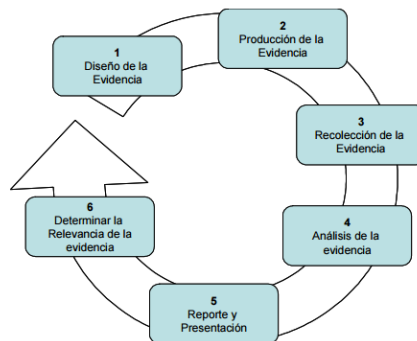 1
Diseño de la
Evidencia
2
Producción de la
Evidencia
3
Recolección de la
Evidencia
4
Análisis de la
evidencia
5
Reporte y
Presentación
6
Determinar la
Relevancia de la
evidencia